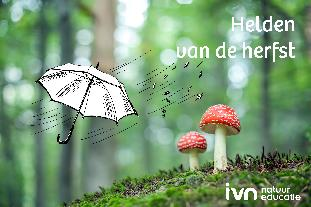 Helden
van de herfst
ivn natuur
educatie